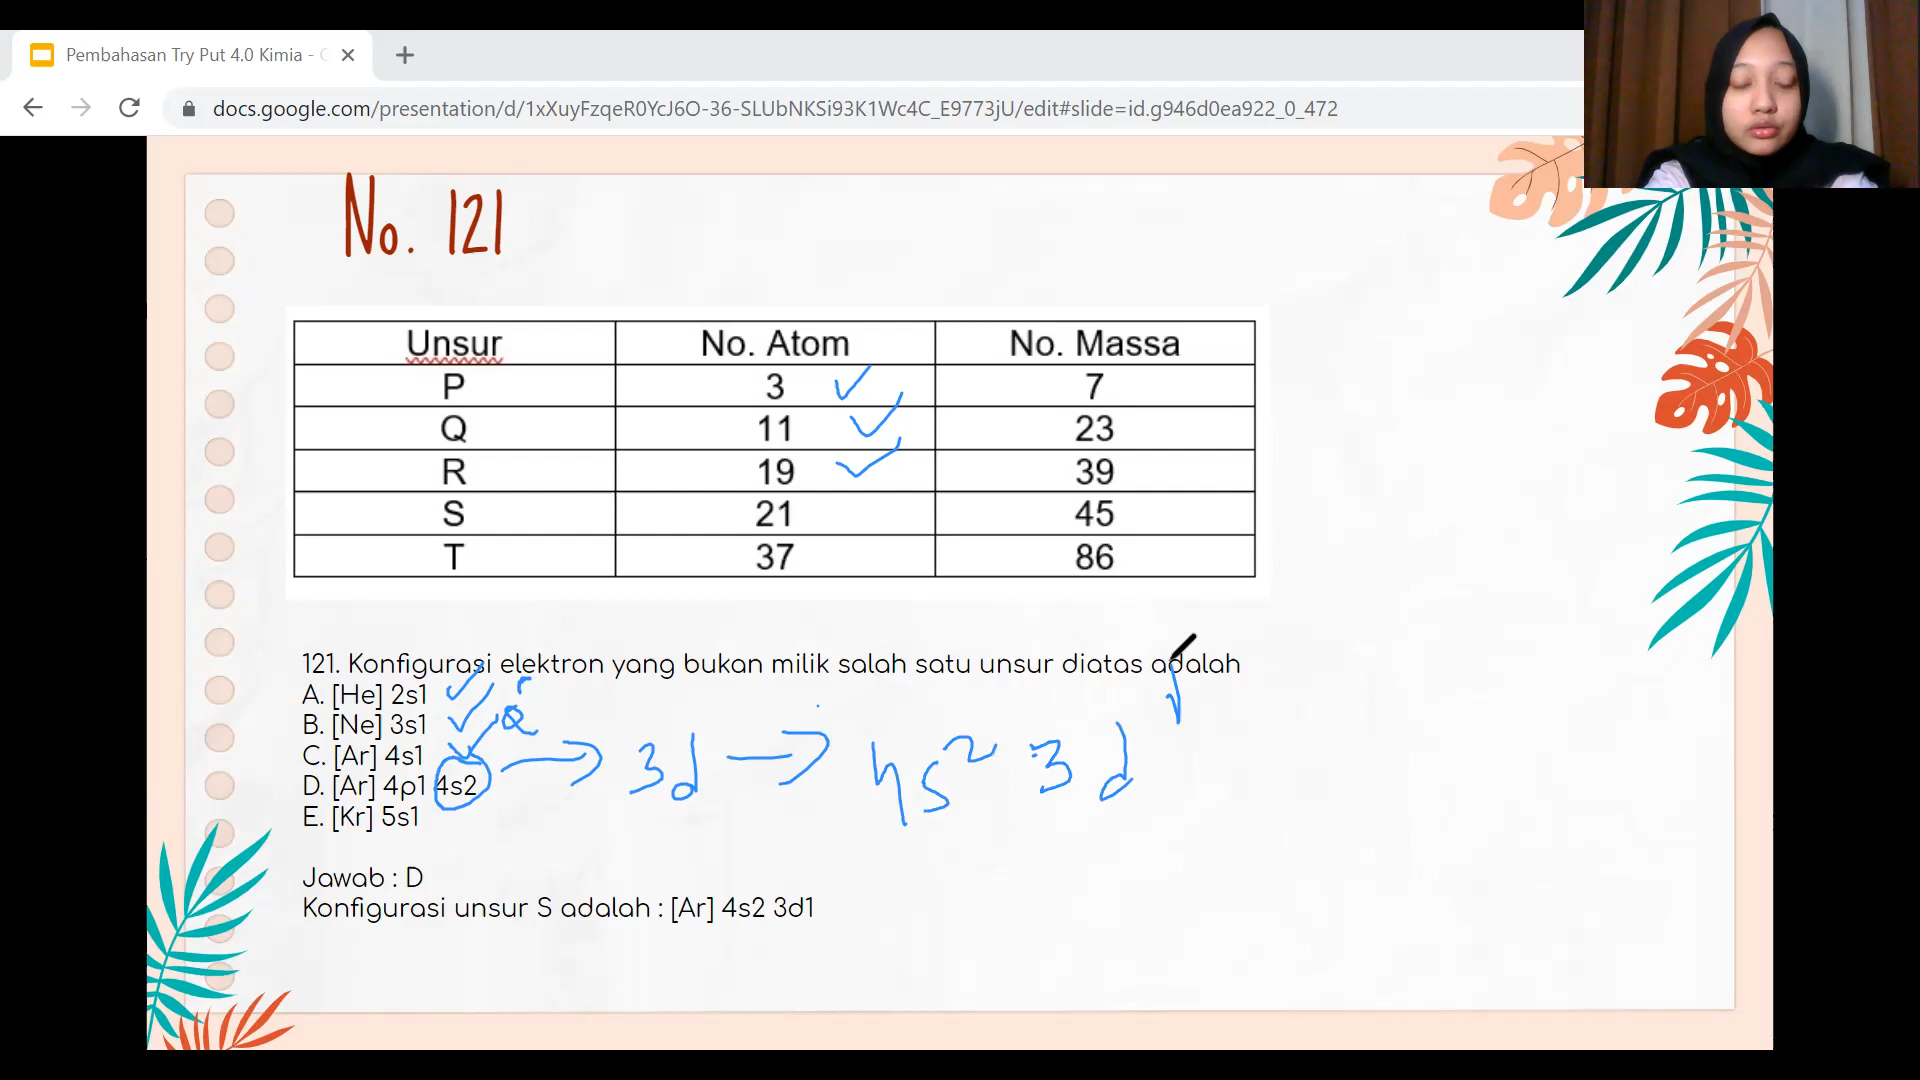 Pembahasan Try Put 4.0 Kimia -
docs.google.com/presentation/d/1xXuyFzqeR0YcJ6O-36-SLUbNKSi93K1Wc4C_E9773jU/edit#slide=id.g946d0ea922_0_472
No. 121
Unsur No. Atom No. Massa
P 3 7
Q 11 23
R 19 39
S 21 45
T 37 86
121. Konfigurasi elektron yang bukan milik salah satu unsur diatas adalah
A. [He] 2s1
B. [Ne] 3s1
C. [Ar] 4s1
D. [Ar] 4p1 4s2
E. [Kr] 5s1
3d → 4s2 3d1
Jawab : D
Konfigurasi unsur S adalah : [Ar] 4s2 3d1